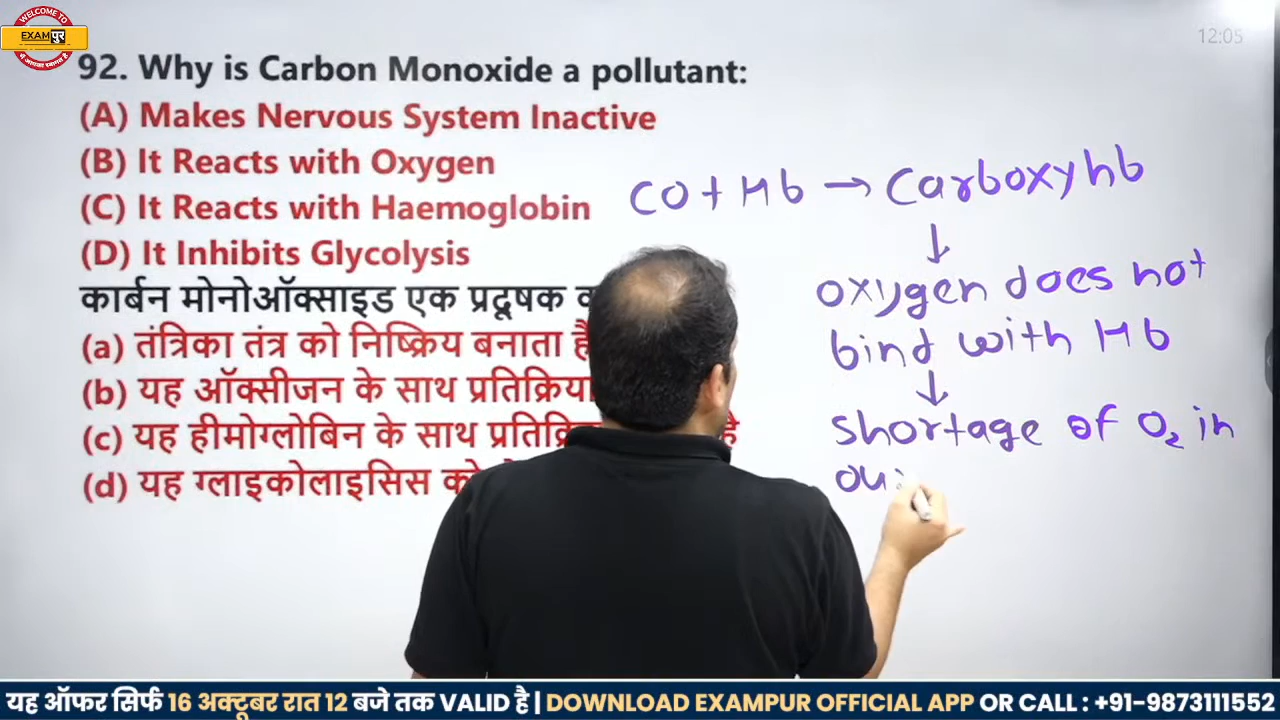 WELCOME TO
EXAMपुर
12:05
92. Why is Carbon Monoxide a pollutant:
(A) Makes Nervous System Inactive
(B) It Reacts with Oxygen
(C) It Reacts with Haemoglobin
(D) It Inhibits Glycolysis
कार्बन मोनोऑक्साइड एक प्रदूषक
(a) तंत्रिका तंत्र को निष्क्रिय बनाता है
(b) यह ऑक्सीजन के साथ प्रतिक्रिया
(c) यह हीमोग्लोबिन के साथ है
(d) यह ग्लाइकोलाइसिस को
CO + Hb → Carboxyhb
↓
oxygen does not
bind with Hb
↓
shortage of O₂ in
यह ऑफर सिर्फ 16 अक्टूबर रात 12 बजे तक VALID है | DOWNLOAD EXAMPUR OFFICIAL APP OR CALL : +91-9873111552